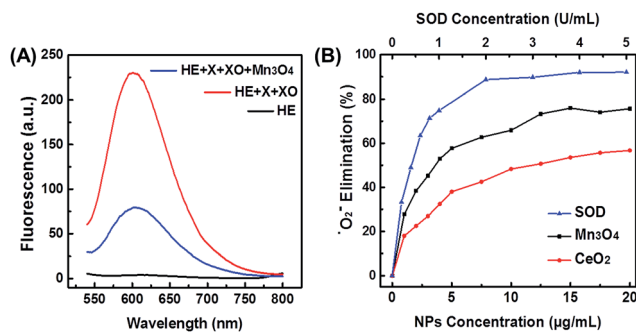 (A)
HE+X+XO+Mn₃O₄
HE+X+XO
HE
Fluorescence (a.u.)
250
200
150
100
50
0
550 600 650 700 750 800
Wavelength (nm)
(B)
SOD Concentration (U/mL)
0 1 2 3 4 5
˙O₂⁻ Elimination (%)
100
80
60
40
20
0
SOD
Mn₃O₄
CeO₂
0 5 10 15 20
NPs Concentration (μg/mL)